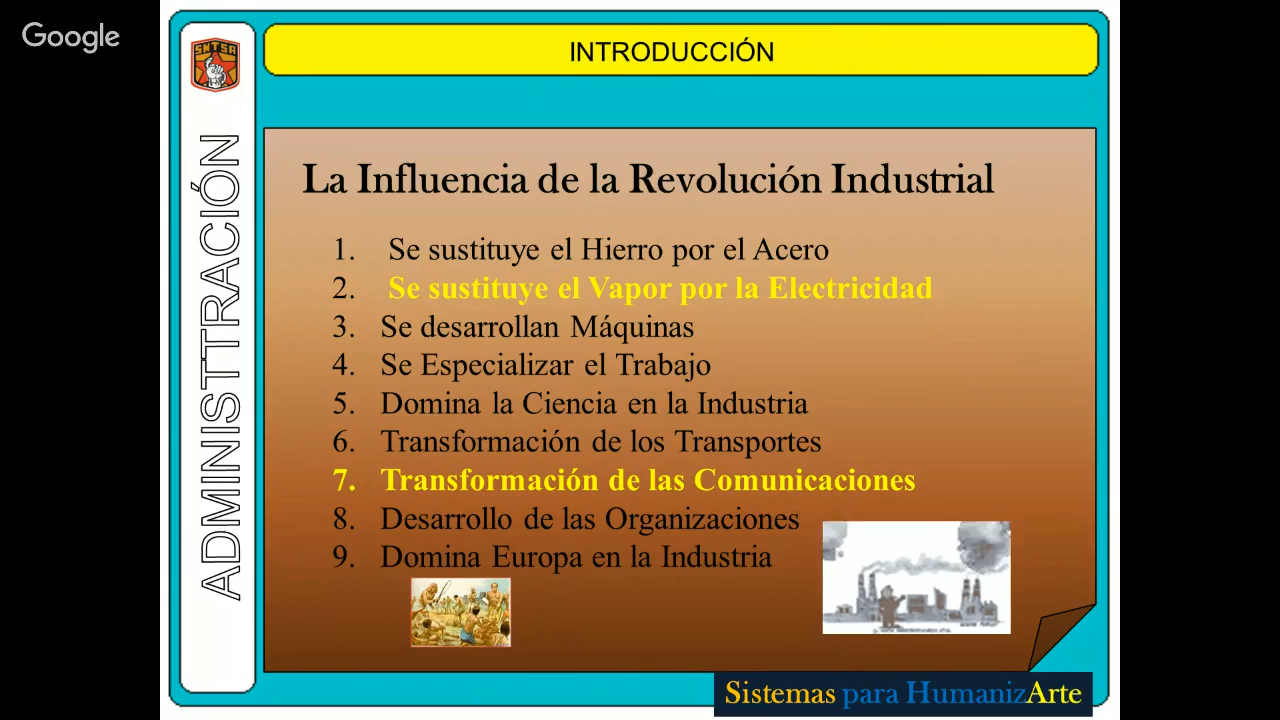 Google
SNTSA
INTRODUCCIÓN
ADMINISTTRACIÓN
La Influencia de la Revolución Industrial
1. Se sustituye el Hierro por el Acero
2. Se sustituye el Vapor por la Electricidad
3. Se desarrollan Máquinas
4. Se Especializar el Trabajo
5. Domina la Ciencia en la Industria
6. Transformación de los Transportes
7. Transformación de las Comunicaciones
8. Desarrollo de las Organizaciones
9. Domina Europa en la Industria
Sistemas para HumanizArte